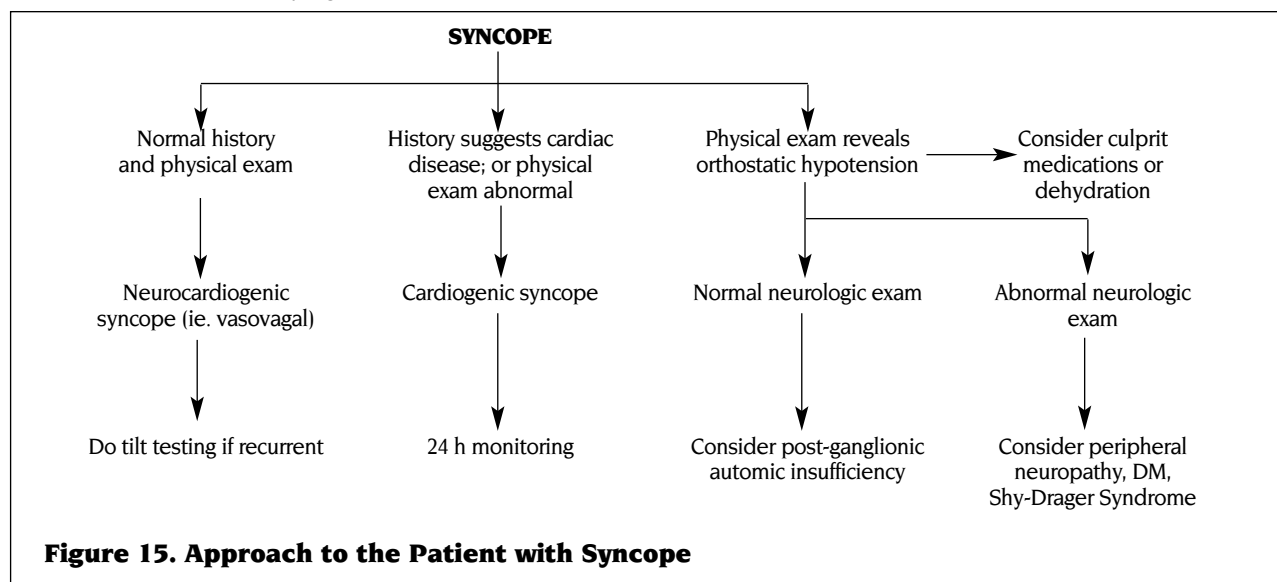 SYNCOPE
Normal history
and physical exam
History suggests cardiac
disease; or physical
exam abnormal
Physical exam reveals
orthostatic hypotension
Consider culprit
medications or
dehydration
Neurocardiogenic
syncope (ie. vasovagal)
Cardiogenic syncope
Normal neurologic exam
Abnormal neurologic
exam
Do tilt testing if recurrent
24 h monitoring
Consider post-ganglionic
automic insufficiency
Consider peripheral
neuropathy, DM,
Shy-Drager Syndrome
Figure 15. Approach to the Patient with Syncope